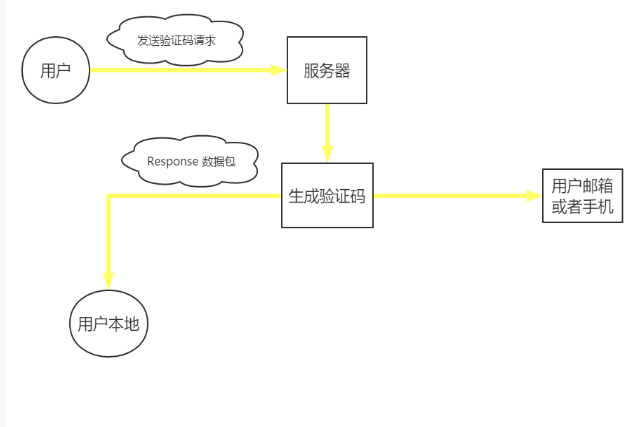 发送验证码请求
用户
服务器
Response 数据包
生成验证码
用户邮箱
或者手机
用户本地